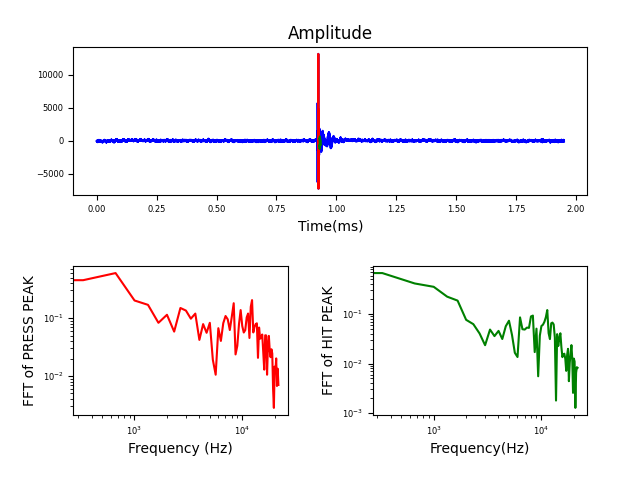 Amplitude
10000
5000
0
−5000
0.00 0.25 0.50 0.75 1.00 1.25 1.50 1.75 2.00
Time(ms)
FFT of PRESS PEAK
10⁻¹
10⁻²
10³ 10⁴
Frequency (Hz)
FFT of HIT PEAK
10⁻¹
10⁻²
10⁻³
10³ 10⁴
Frequency(Hz)